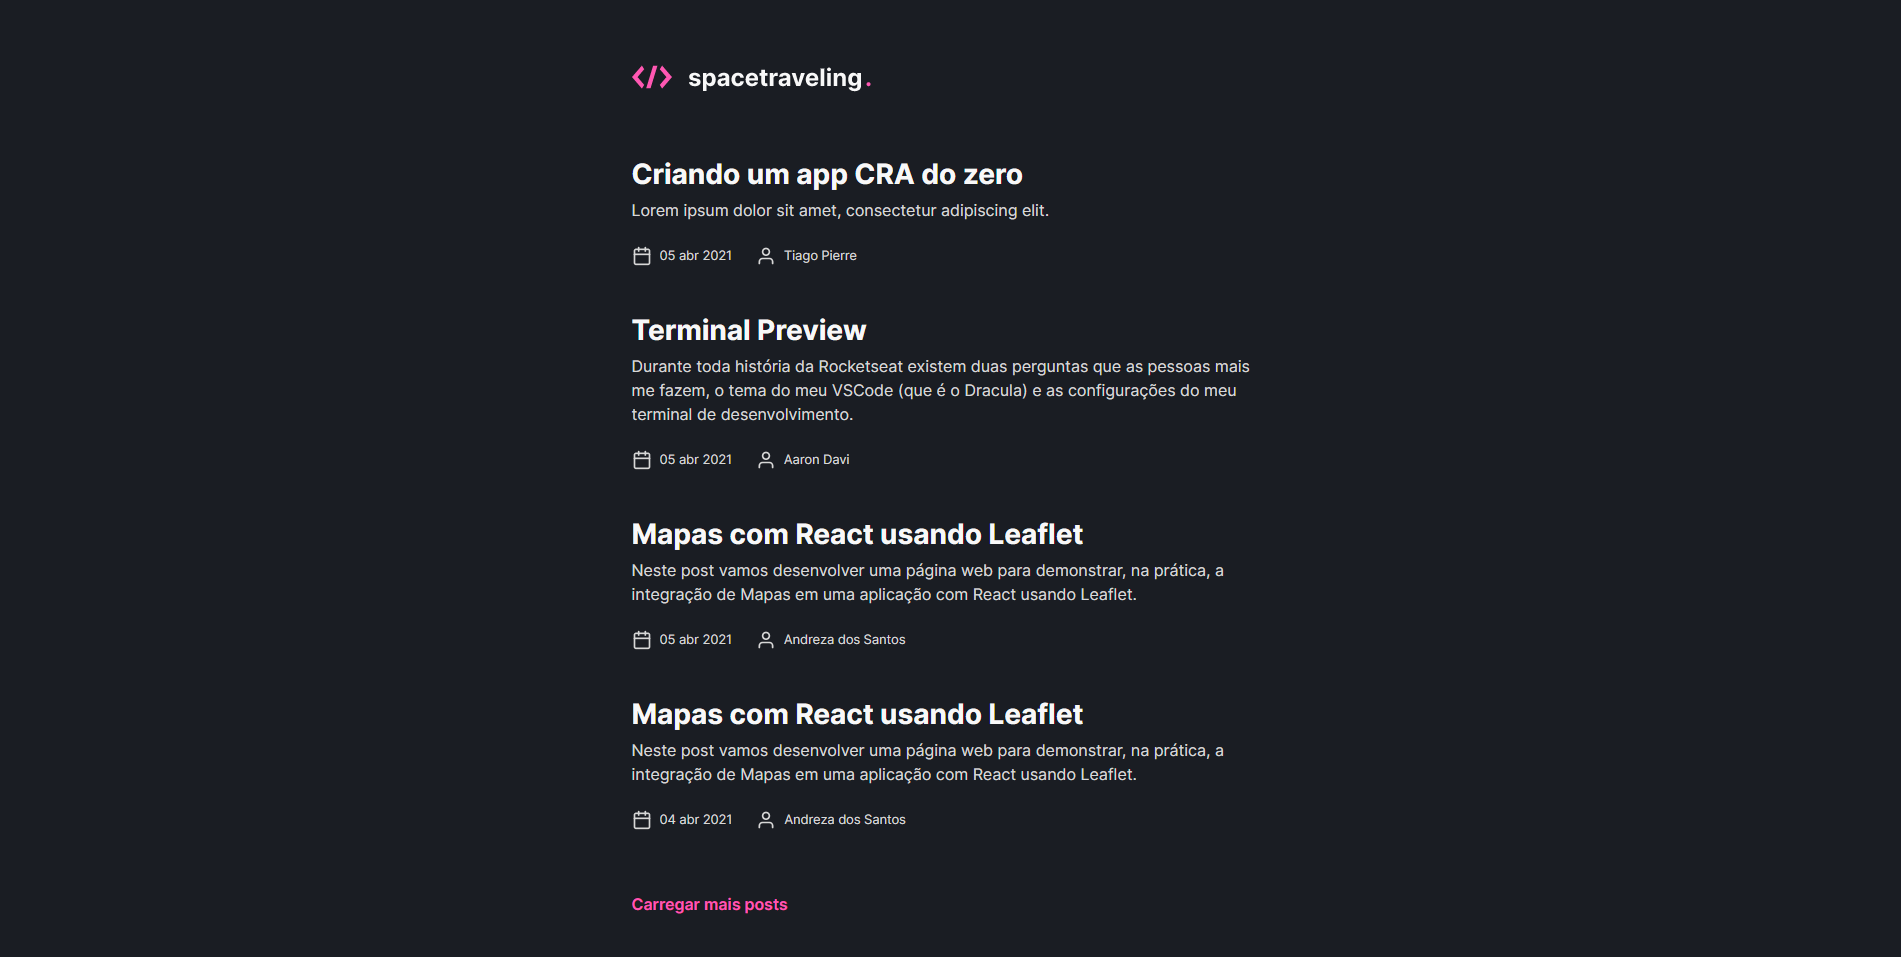 </> spacetraveling.
Criando um app CRA do zero
Lorem ipsum dolor sit amet, consectetur adipiscing elit.
05 abr 2021 Tiago Pierre
Terminal Preview
Durante toda história da Rocketseat existem duas perguntas que as pessoas mais
me fazem, o tema do meu VSCode (que é o Dracula) e as configurações do meu
terminal de desenvolvimento.
05 abr 2021 Aaron Davi
Mapas com React usando Leaflet
Neste post vamos desenvolver uma página web para demonstrar, na prática, a
integração de Mapas em uma aplicação com React usando Leaflet.
05 abr 2021 Andreza dos Santos
Mapas com React usando Leaflet
Neste post vamos desenvolver uma página web para demonstrar, na prática, a
integração de Mapas em uma aplicação com React usando Leaflet.
04 abr 2021 Andreza dos Santos
Carregar mais posts